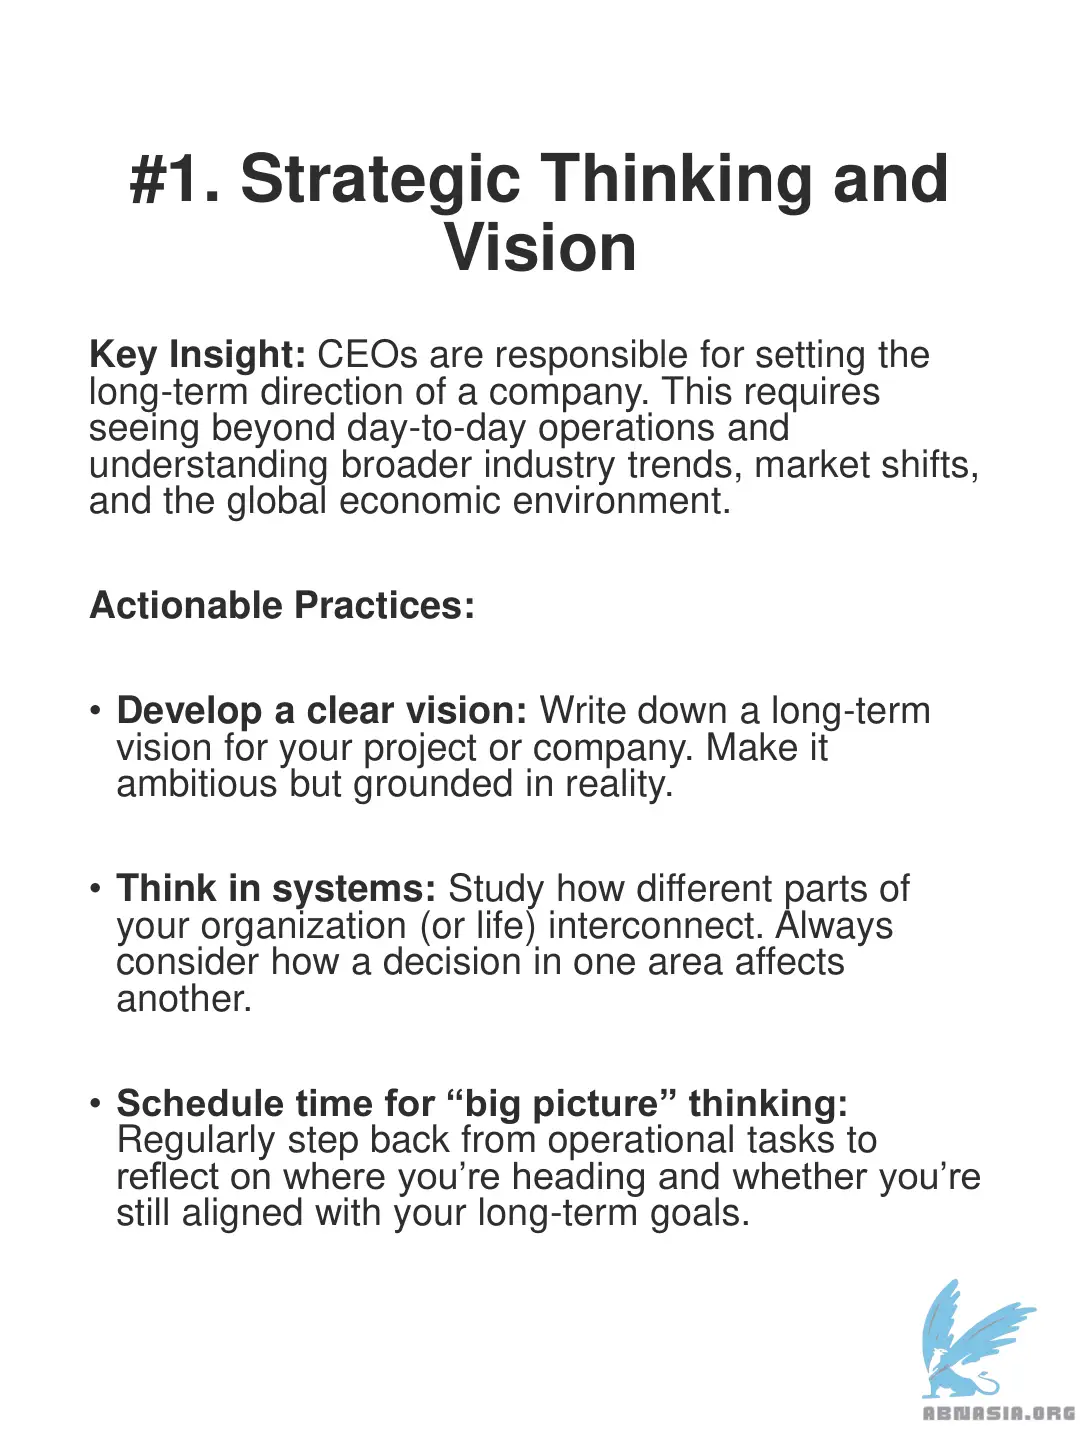 #1. Strategic Thinking and
Vision
Key Insight: CEOs are responsible for setting the
long-term direction of a company. This requires
seeing beyond day-to-day operations and
understanding broader industry trends, market shifts,
and the global economic environment.
Actionable Practices:
• Develop a clear vision: Write down a long-term
vision for your project or company. Make it
ambitious but grounded in reality.
• Think in systems: Study how different parts of
your organization (or life) interconnect. Always
consider how a decision in one area affects
another.
• Schedule time for “big picture” thinking:
Regularly step back from operational tasks to
reflect on where you’re heading and whether you’re
still aligned with your long-term goals.
ABNASIA.ORG